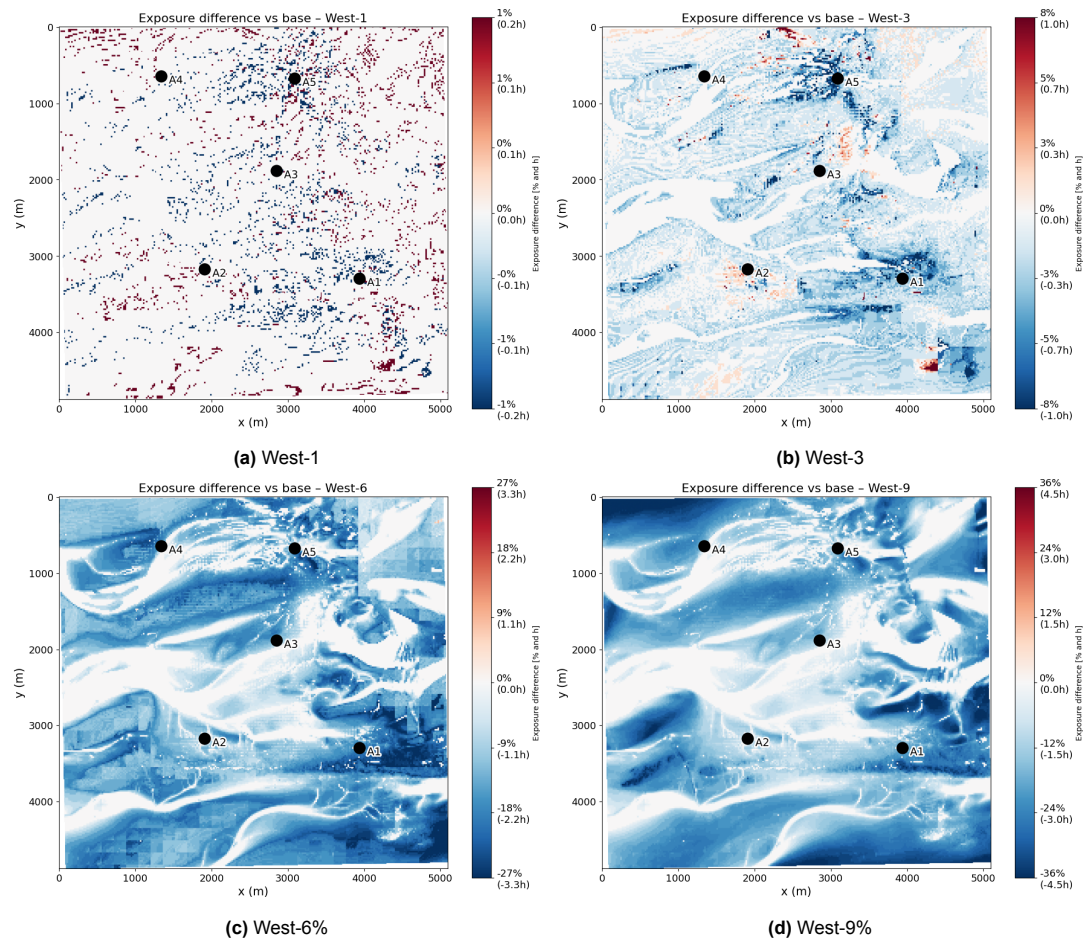 Exposure difference vs base – West-1
0
1000
2000
3000
4000
y (m)
A4
A5
A3
A2
A1
0 1000 2000 3000 4000 5000
x (m)
1%
(0.2h)
1%
(0.1h)
0%
(0.1h)
0%
(0.0h)
-0%
(-0.1h)
-1%
(-0.1h)
-1%
(-0.2h)
Exposure difference [% and h]
(a) West-1
Exposure difference vs base – West-3
0
1000
2000
3000
4000
y (m)
A4
A5
A3
A2
A1
0 1000 2000 3000 4000 5000
x (m)
8%
(1.0h)
5%
(0.7h)
3%
(0.3h)
0%
(0.0h)
-3%
(-0.3h)
-5%
(-0.7h)
-8%
(-1.0h)
Exposure difference [% and h]
(b) West-3
Exposure difference vs base – West-6
0
1000
2000
3000
4000
y (m)
A4
A5
A3
A2
A1
0 1000 2000 3000 4000 5000
x (m)
27%
(3.3h)
18%
(2.2h)
9%
(1.1h)
0%
(0.0h)
-9%
(-1.1h)
-18%
(-2.2h)
-27%
(-3.3h)
Exposure difference [% and h]
(c) West-6%
Exposure difference vs base – West-9
0
1000
2000
3000
4000
y (m)
A4
A5
A3
A2
A1
0 1000 2000 3000 4000 5000
x (m)
36%
(4.5h)
24%
(3.0h)
12%
(1.5h)
0%
(0.0h)
-12%
(-1.5h)
-24%
(-3.0h)
-36%
(-4.5h)
Exposure difference [% and h]
(d) West-9%